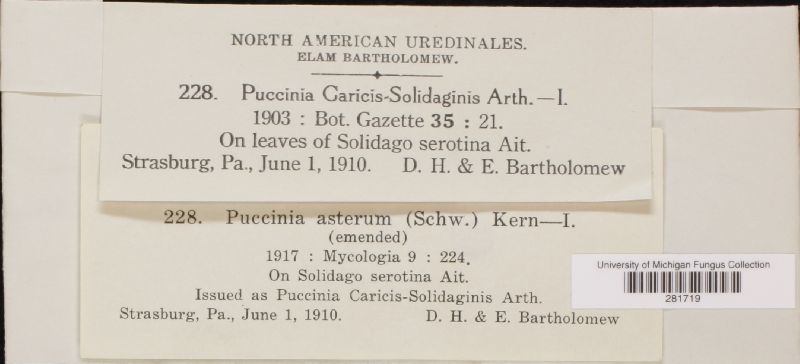 NORTH AMERICAN UREDINALES.
ELAM BARTHOLOMEW.
228. Puccinia Caricis-Solidaginis Arth.—I.
1903 : Bot. Gazette 35 : 21.
On leaves of Solidago serotina Ait.
Strasburg, Pa., June 1, 1910. D. H. & E. Bartholomew
228. Puccinia asterum (Schw.) Kern—I.
(emended)
1917 : Mycologia 9 : 224.
On Solidago serotina Ait.
Issued as Puccinia Caricis-Solidaginis Arth.
Strasburg, Pa., June 1, 1910. D. H. & E. Bartholomew
University of Michigan Fungus Collection
281719